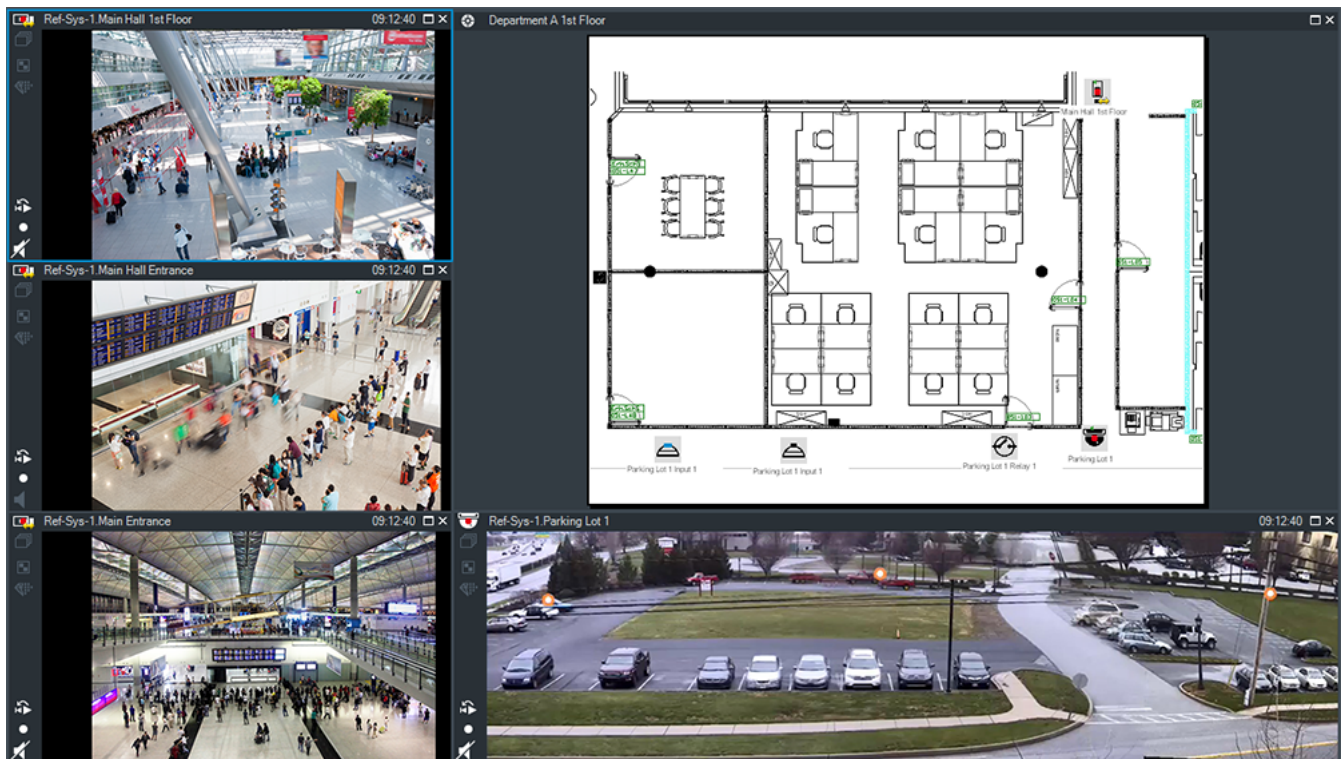 Ref-Sys-1.Main Hall 1st Floor 09:12:40
Department A 1st Floor
Main Hall 1st Floor
Parking Lot 1 Input 1
Parking Lot 1 Input 1
Parking Lot 1 Relay 1
Parking Lot 1
Ref-Sys-1.Main Hall Entrance 09:12:40
Ref-Sys-1.Main Entrance 09:12:40
Ref-Sys-1.Parking Lot 1 09:12:40